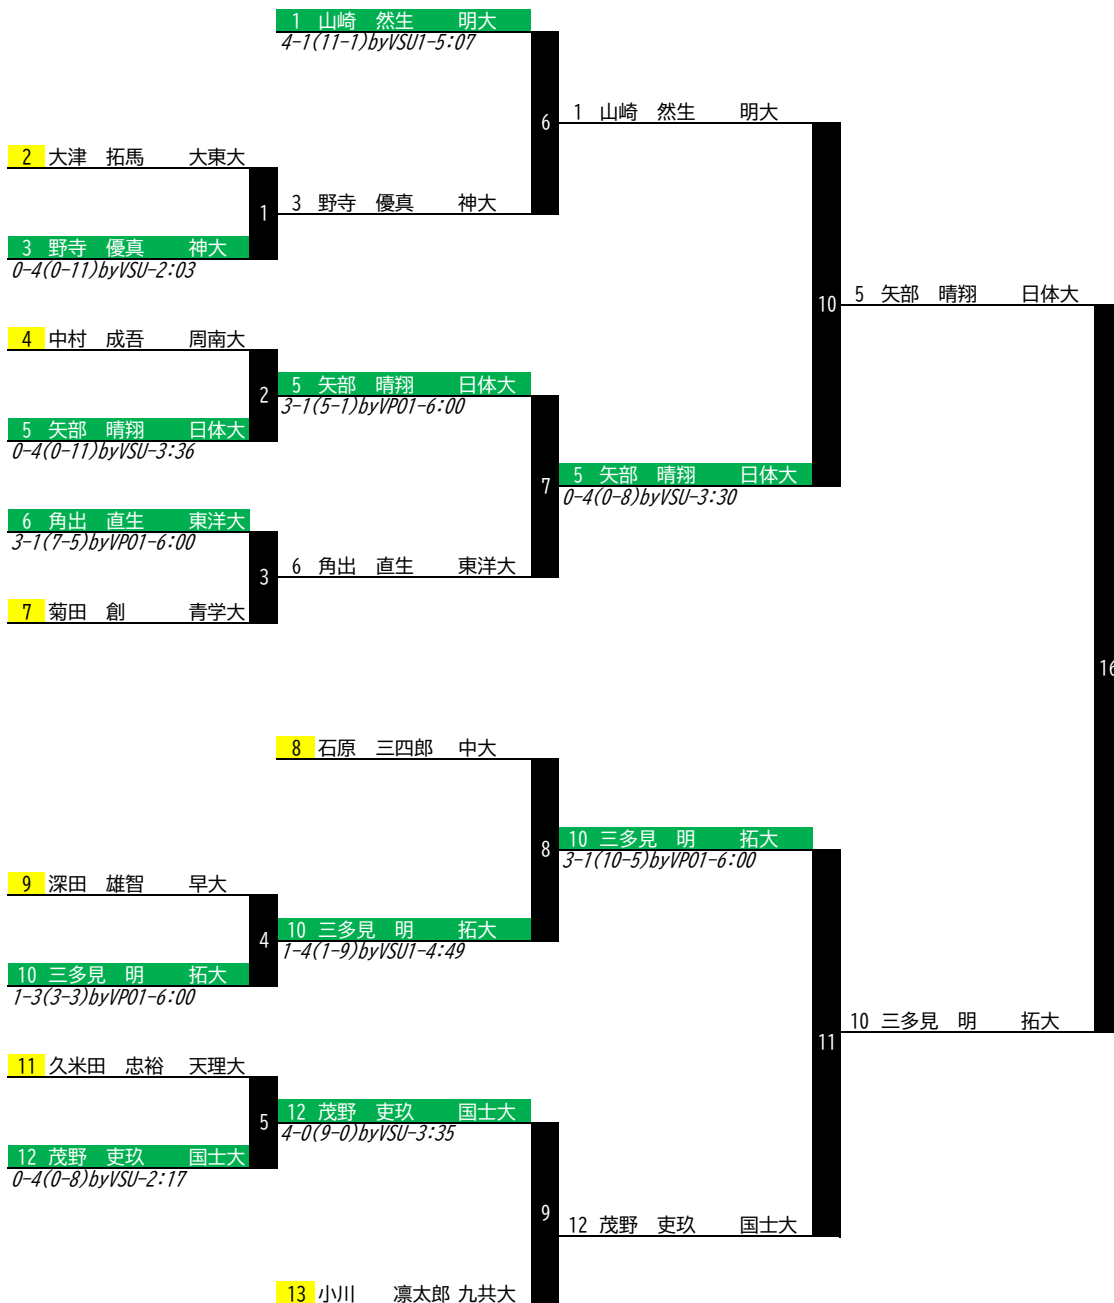 1 山崎 然生 明大
4-1(11-1)byVSU1-5:07
6
1 山崎 然生 明大
2 大津 拓馬 大東大
1
3 野寺 優真 神大
3 野寺 優真 神大
0-4(0-11)byVSU-2:03
10
5 矢部 晴翔 日体大
4 中村 成吾 周南大
2
5 矢部 晴翔 日体大
3-1(5-1)byVPO1-6:00
5 矢部 晴翔 日体大
0-4(0-11)byVSU-3:36
7
5 矢部 晴翔 日体大
0-4(0-8)byVSU-3:30
6 角出 直生 東洋大
3-1(7-5)byVPO1-6:00
3
6 角出 直生 東洋大
7 菊田 創 青学大
16
8 石原 三四郎 中大
8
10 三多見 明 拓大
3-1(10-5)byVPO1-6:00
9 深田 雄智 早大
4
10 三多見 明 拓大
1-4(1-9)byVSU1-4:49
10 三多見 明 拓大
1-3(3-3)byVPO1-6:00
11
10 三多見 明 拓大
11 久米田 忠裕 天理大
5
12 茂野 吏玖 国士大
4-0(9-0)byVSU-3:35
12 茂野 吏玖 国士大
0-4(0-8)byVSU-2:17
9
12 茂野 吏玖 国士大
13 小川 凛太郎 九共大